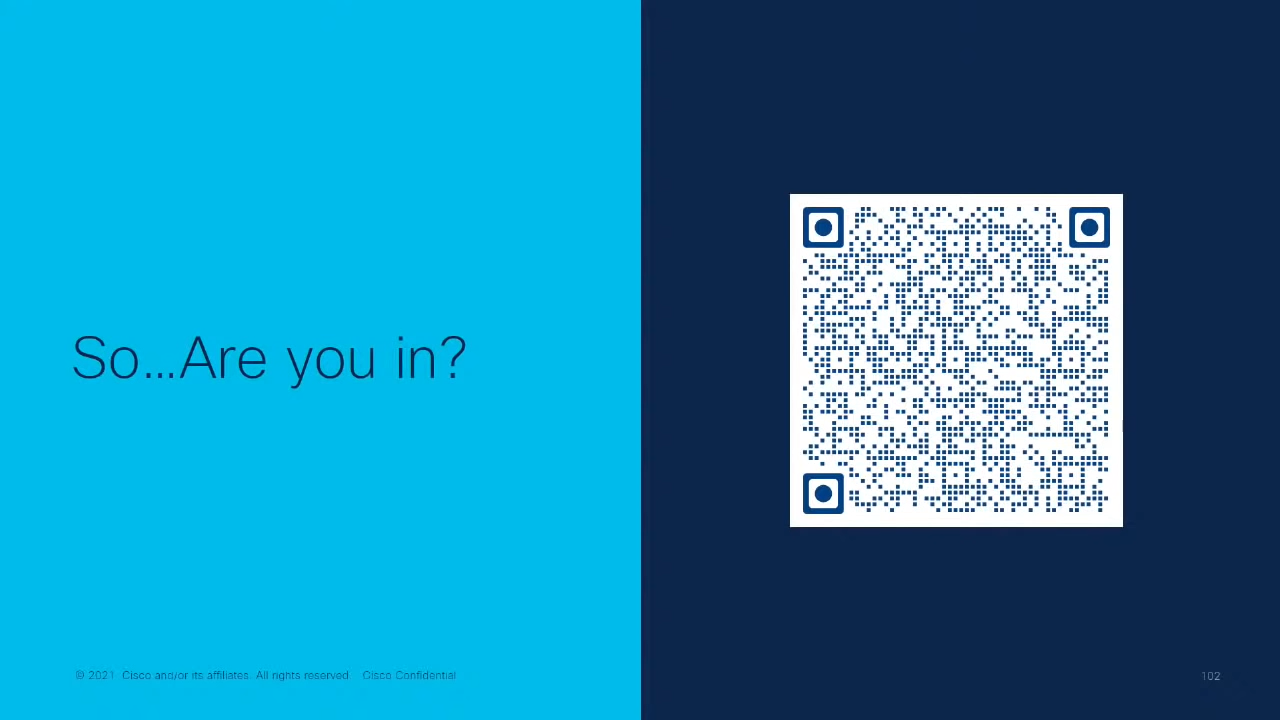 So...Are you in?
© 2021 Cisco and/or its affiliates. All rights reserved Cisco Confidential
102